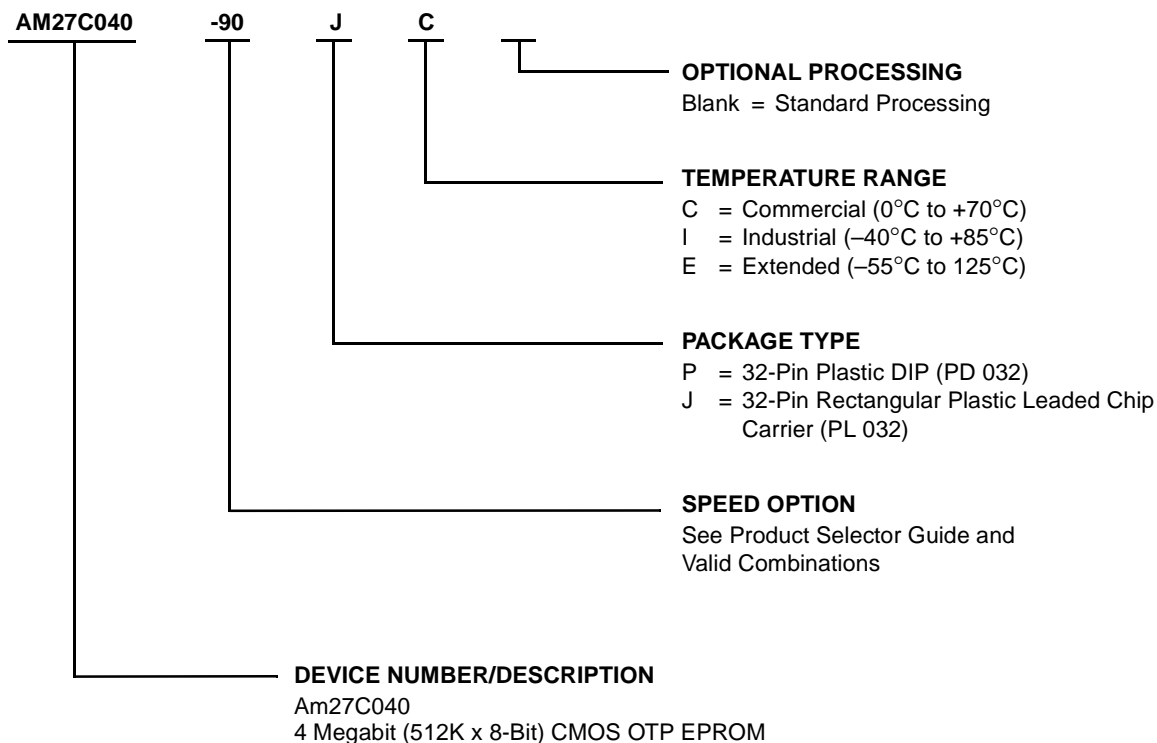 AM27C040 -90 J C
OPTIONAL PROCESSING
Blank = Standard Processing
TEMPERATURE RANGE
C = Commercial (0°C to +70°C)
I = Industrial (–40°C to +85°C)
E = Extended (–55°C to 125°C)
PACKAGE TYPE
P = 32-Pin Plastic DIP (PD 032)
J = 32-Pin Rectangular Plastic Leaded Chip
Carrier (PL 032)
SPEED OPTION
See Product Selector Guide and
Valid Combinations
DEVICE NUMBER/DESCRIPTION
Am27C040
4 Megabit (512K x 8-Bit) CMOS OTP EPROM